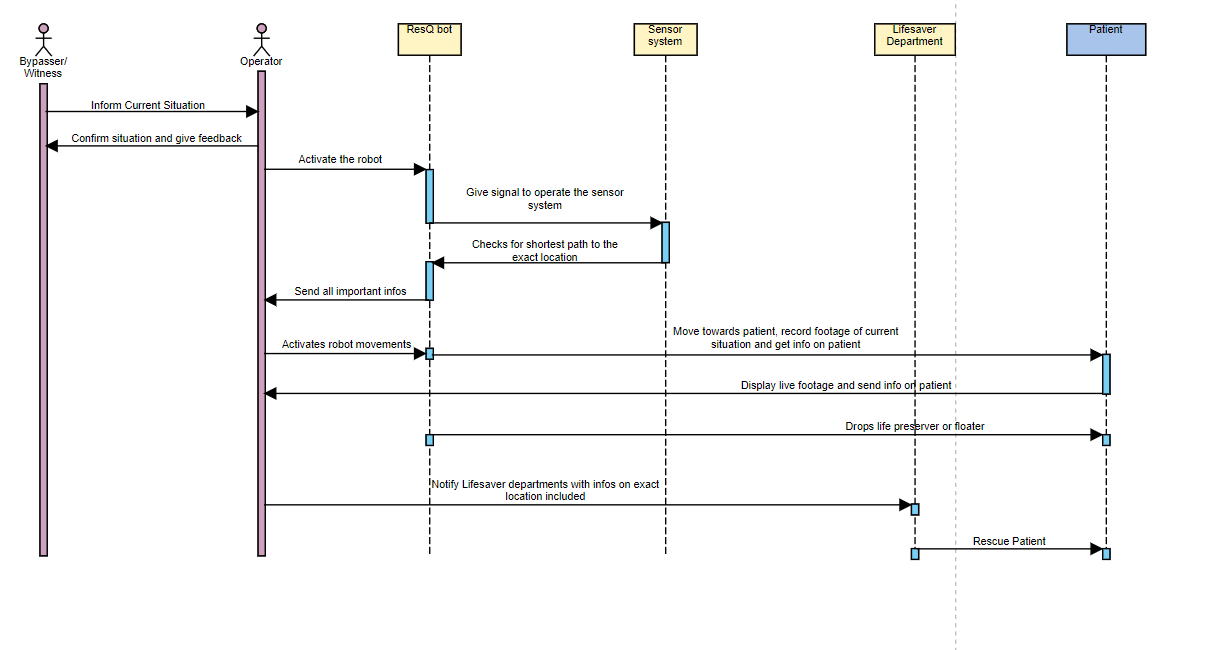 Bypasser/
Witness
Operator
ResQ bot
Sensor
system
Lifesaver
Department
Patient
Inform Current Situation
Confirm situation and give feedback
Activate the robot
Give signal to operate the sensor
system
Checks for shortest path to the
exact location
Send all important infos
Activates robot movements
Move towards patient, record footage of current
situation and get info on patient
Display live footage and send info on patient
Drops life preserver or floater
Notify Lifesaver departments with infos on exact
location included
Rescue Patient